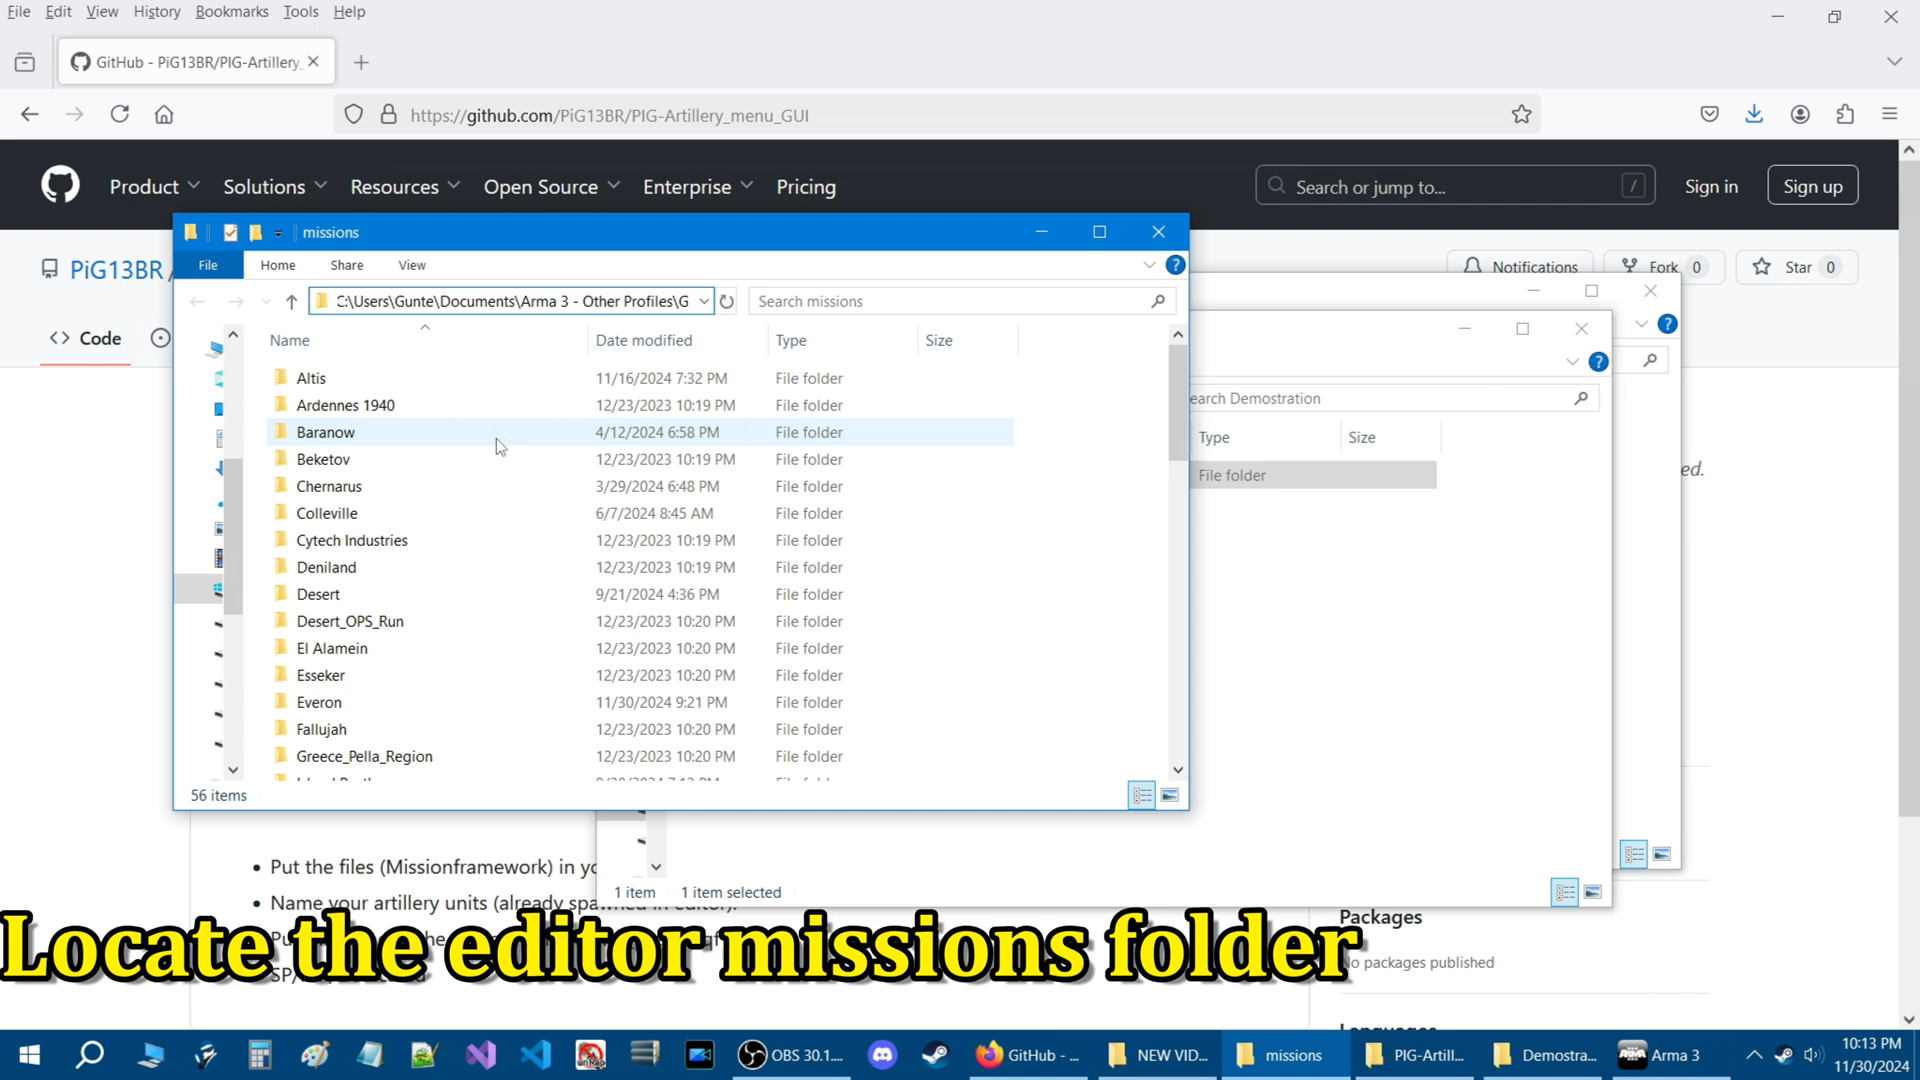 File Edit View History Bookmarks Tools Help
GitHub - PiG13BR/PIG-Artillery_
https://github.com/PiG13BR/PIG-Artillery_menu_GUI
Product Solutions Resources Open Source Enterprise Pricing
Search or jump to... / Sign in Sign up
missions
PiG13BR /
Notifications Fork 0 Star 0
File Home Share View
C:\Users\Gunte\Documents\Arma 3 - Other Profiles\G
Search missions
Code
Name Date modified Type Size
Altis 11/16/2024 7:32 PM File folder
Ardennes 1940 12/23/2023 10:19 PM File folder
Baranow 4/12/2024 6:58 PM File folder
Beketov 12/23/2023 10:19 PM File folder
Chernarus 3/29/2024 6:48 PM File folder
Colleville 6/7/2024 8:45 AM File folder
Cytech Industries 12/23/2023 10:19 PM File folder
Deniland 12/23/2023 10:19 PM File folder
Desert 9/21/2024 4:36 PM File folder
Desert_OPS_Run 12/23/2023 10:20 PM File folder
El Alamein 12/23/2023 10:20 PM File folder
Esseker 12/23/2023 10:20 PM File folder
Everon 11/30/2024 9:21 PM File folder
Fallujah 12/23/2023 10:20 PM File folder
Greece_Pella_Region 12/23/2023 10:20 PM File folder
56 items
earch Demostration
Type Size
File folder
ed.
1 item 1 item selected
Put the files (Missionframework) in yo
Name your artillery units (already spawned in editor).
Locate the editor missions folder
Packages
No packages published
OBS 30.1.... GitHub - ... NEW VID... missions PIG-Artill... Demostra... Arma 3
10:13 PM
11/30/2024